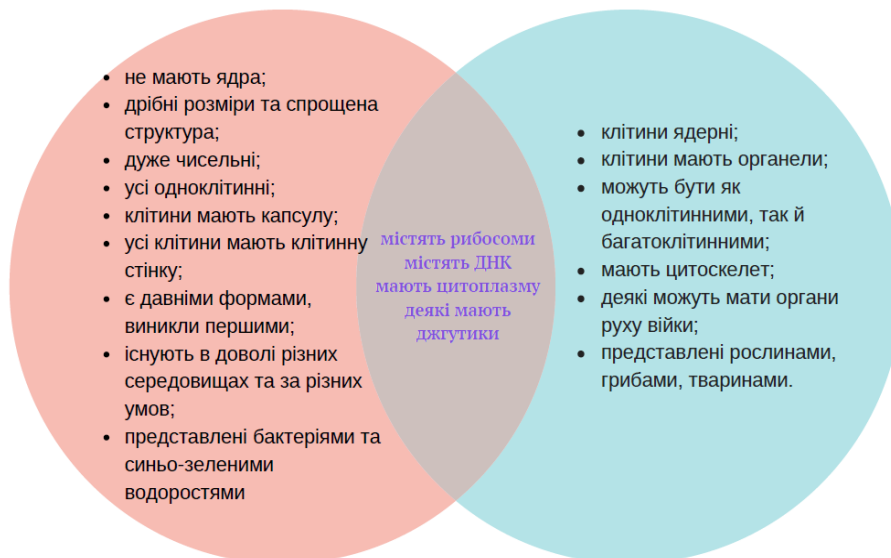 • не мають ядра;
• дрібні розміри та спрощена
структура;
• дуже чисельні;
• усі одноклітинні;
• клітини мають капсулу;
• усі клітини мають клітинну
стінку;
• є давніми формами,
виникли першими;
• існують в доволі різних
середовищах та за різних
умов;
• представлені бактеріями та
синьо-зеленими
водоростями
містять рибосоми
містять ДНК
мають цитоплазму
деякі мають
джгутики
• клітини ядерні;
• клітини мають органели;
• можуть бути як
одноклітинними, так й
багатоклітинними;
• мають цитоскелет;
• деякі можуть мати органи
руху війки;
• представлені рослинами,
грибами, тваринами.